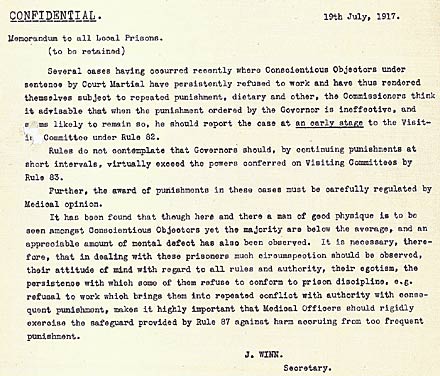 CONFIDENTIAL.
19th July, 1917.
Memorandum to all Local Prisons.
(to be retained)
Several cases having occurred recently where Conscientious Objectors under
sentence by Court Martial have persistently refused to work and have thus rendered
themselves subject to repeated punishment, dietary and other, the Commissioners think
it advisable that when the punishment ordered by the Governor is ineffective, and
ms likely to remain so, he should report the case at an early stage to the Visit-
in Committee under Rule 82.
Rules do not contemplate that Governors should, by continuing punishments at
short intervals, virtually exceed the powers conferred on Visiting Committees by
Rule 83.
Further, the award of punishments in these cases must be carefully regulated by
Medical opinion.
It has been found that though here and there a man of good physique is to be
seen amongst Conscientious Objectors yet the majority are below the average, and an
appreciable amount of mental defect has also been observed. It is necessary, there-
fore, that in dealing with these prisoners much circumspection should be observed,
their attitude of mind with regard to all rules and authority, their egotism, the
persistence with which some of them refuse to conform to prison discipline, e.g.
refusal to work which brings them into repeated conflict with authority with conse-
quent punishment, makes it highly important that Medical Officers should rigidly
exercise the safeguard provided by Rule 87 against harm accruing from too frequent
punishment.
J. WINN.
Secretary.